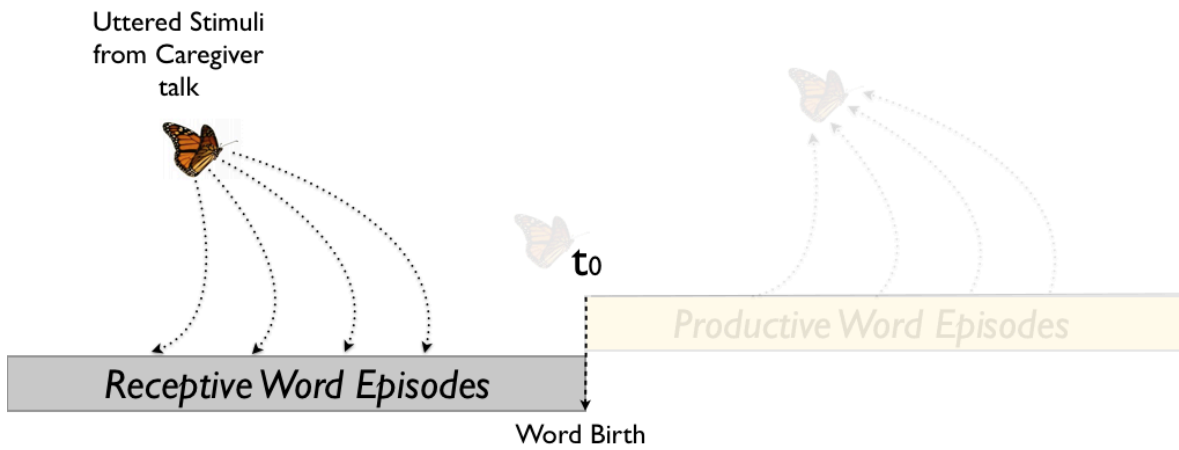 Uttered Stimuli
from Caregiver
talk
t0
Productive Word Episodes
Receptive Word Episodes
Word Birth